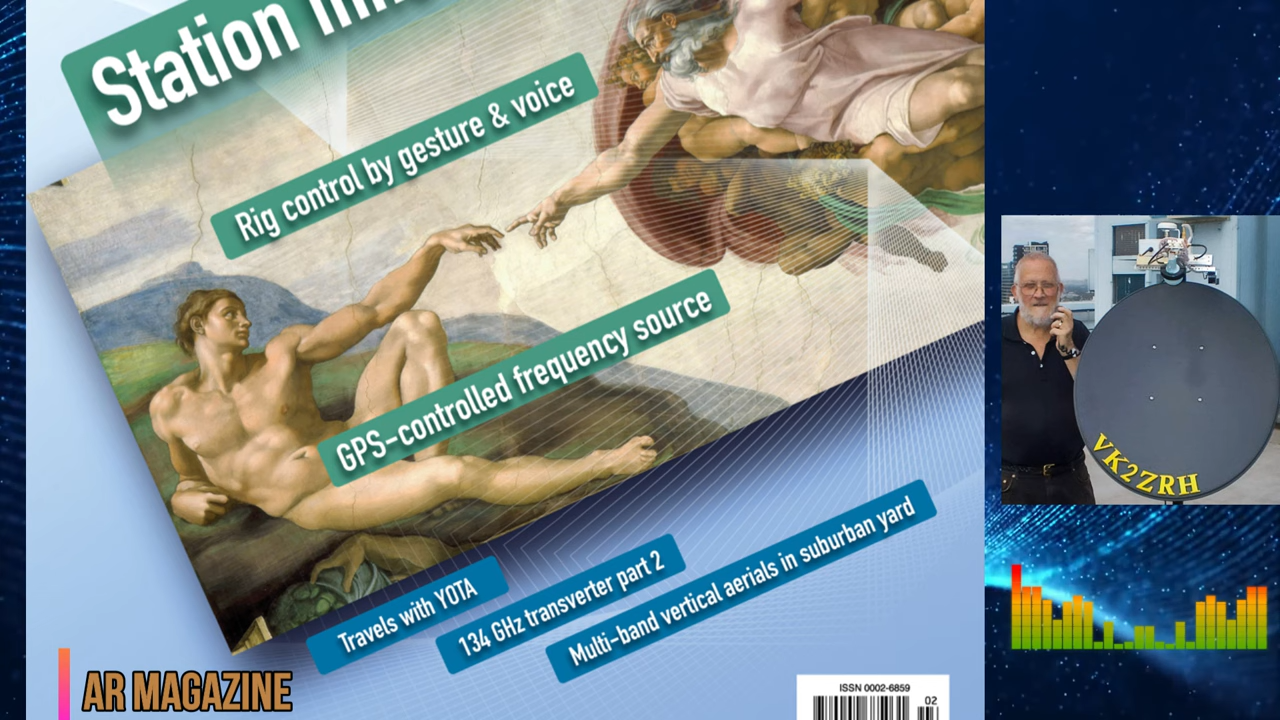 Station
Rig control by gesture & voice
GPS-controlled frequency source
VK2ZRH
Travels with YOTA
134 GHz transverter part 2
Multi-band vertical aerials in suburban yard
AR MAGAZINE
ISSN 0002-6859
02